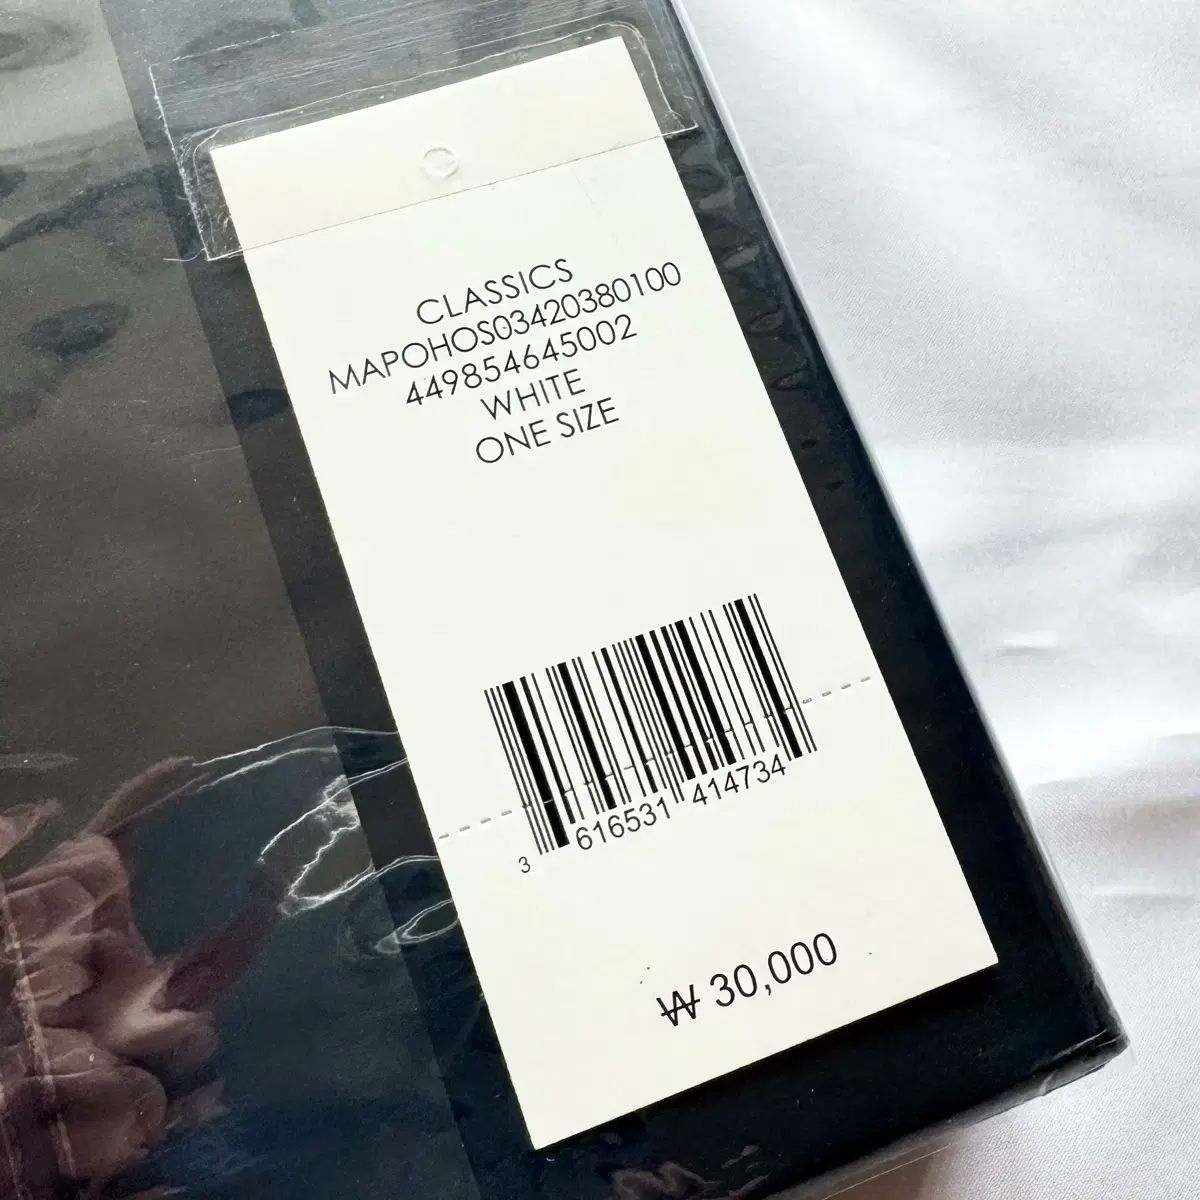 CLASSICS
MAPOHOS03420380100
449854645002
WHITE
ONE SIZE
3 616531 414734
₩ 30,000